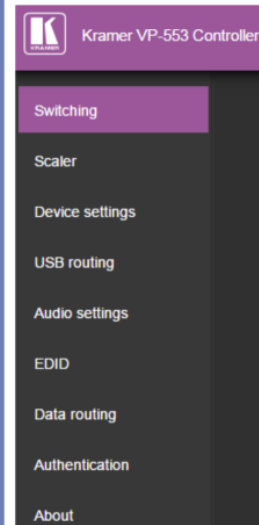 K
KRAMER
Kramer VP-553 Controller
Switching
Scaler
Device settings
USB routing
Audio settings
EDID
Data routing
Authentication
About